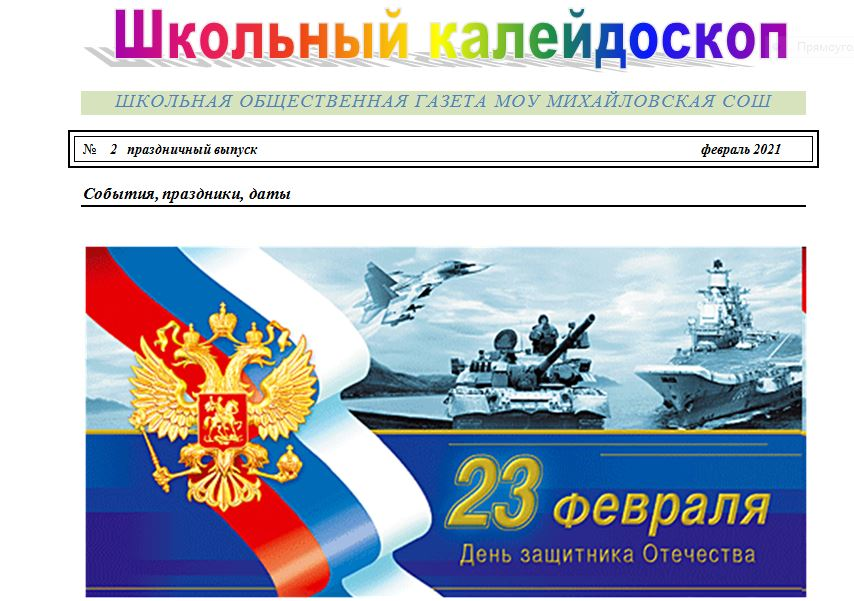 Школьный калейдоскоп
Прямоуго
ШКОЛЬНАЯ ОБЩЕСТВЕННАЯ ГАЗЕТА МОУ МИХАЙЛОВСКАЯ СОШ
№ 2 праздничный выпуск февраль 2021
События, праздники, даты
23 февраля
День защитника Отечества